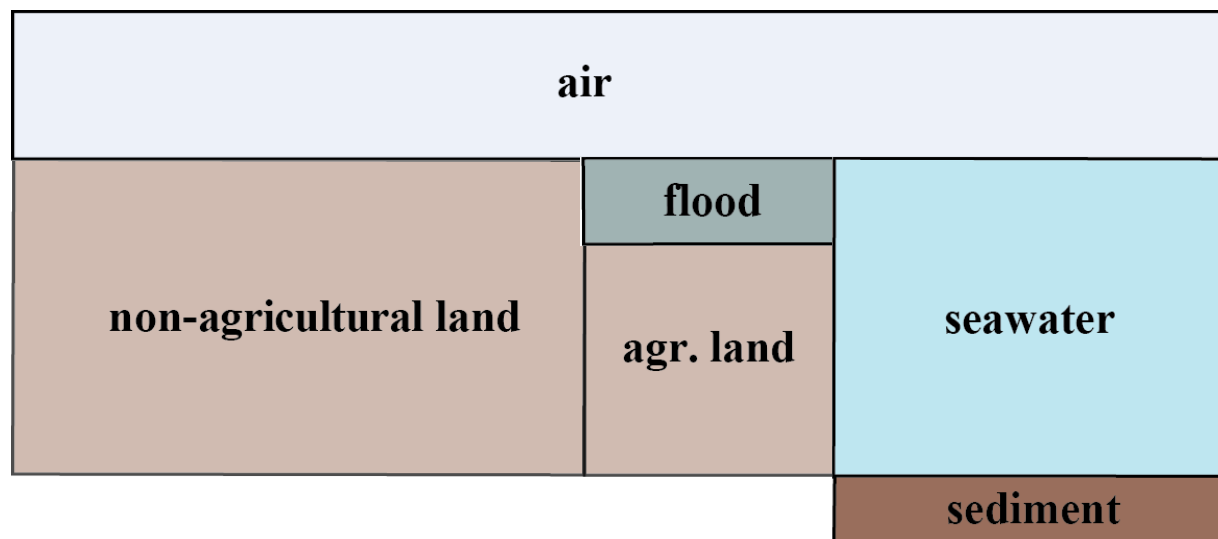 air
flood
non-agricultural land
agr. land
seawater
sediment